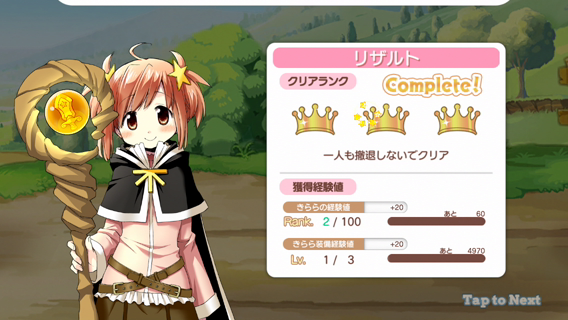 リザルト
クリアランク
Complete!
一人も撤退しないでクリア
獲得経験値
きららの経験値 +20
Rank. 2 / 100 あと 60
きらら装備経験値 +20
Lv. 1 / 3 あと 4970
Tap to Next